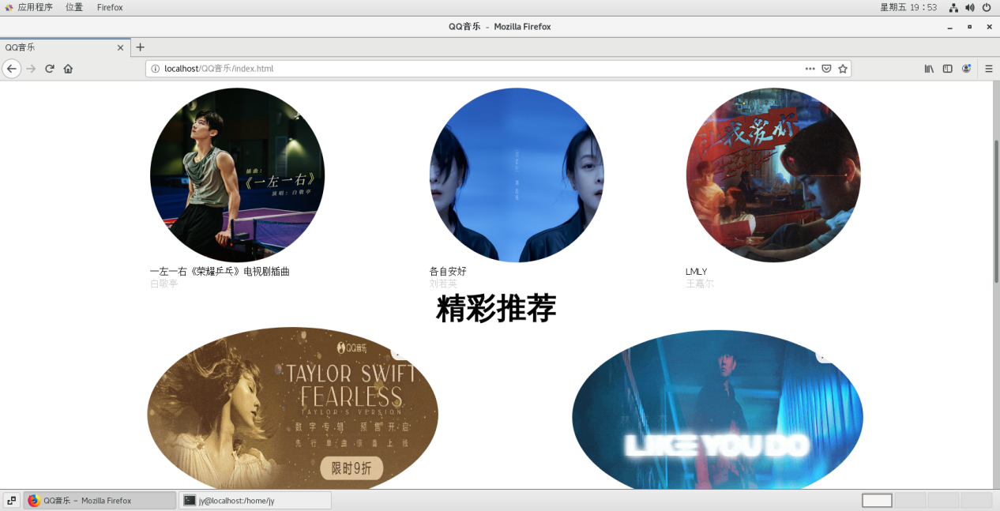 应用程序 位置 Firefox 星期五 19：53
QQ音乐 - Mozilla Firefox
QQ音乐
localhost/QQ音乐/index.html
插曲：
《一左一右》
演唱：白敬亭
我爱你
一左一右《荣耀乒乓》电视剧插曲
白敬亭
各自安好
刘若英
LMLY
王嘉尔
精彩推荐
QQ音乐
TAYLOR SWIFT
FEARLESS
TAYLOR'S VERSION
数字专辑 预售开启
先行单曲惊喜上线
限时9折
LIKE YOU DO
QQ音乐 - Mozilla Firefox
jy@localhost:/home/jy